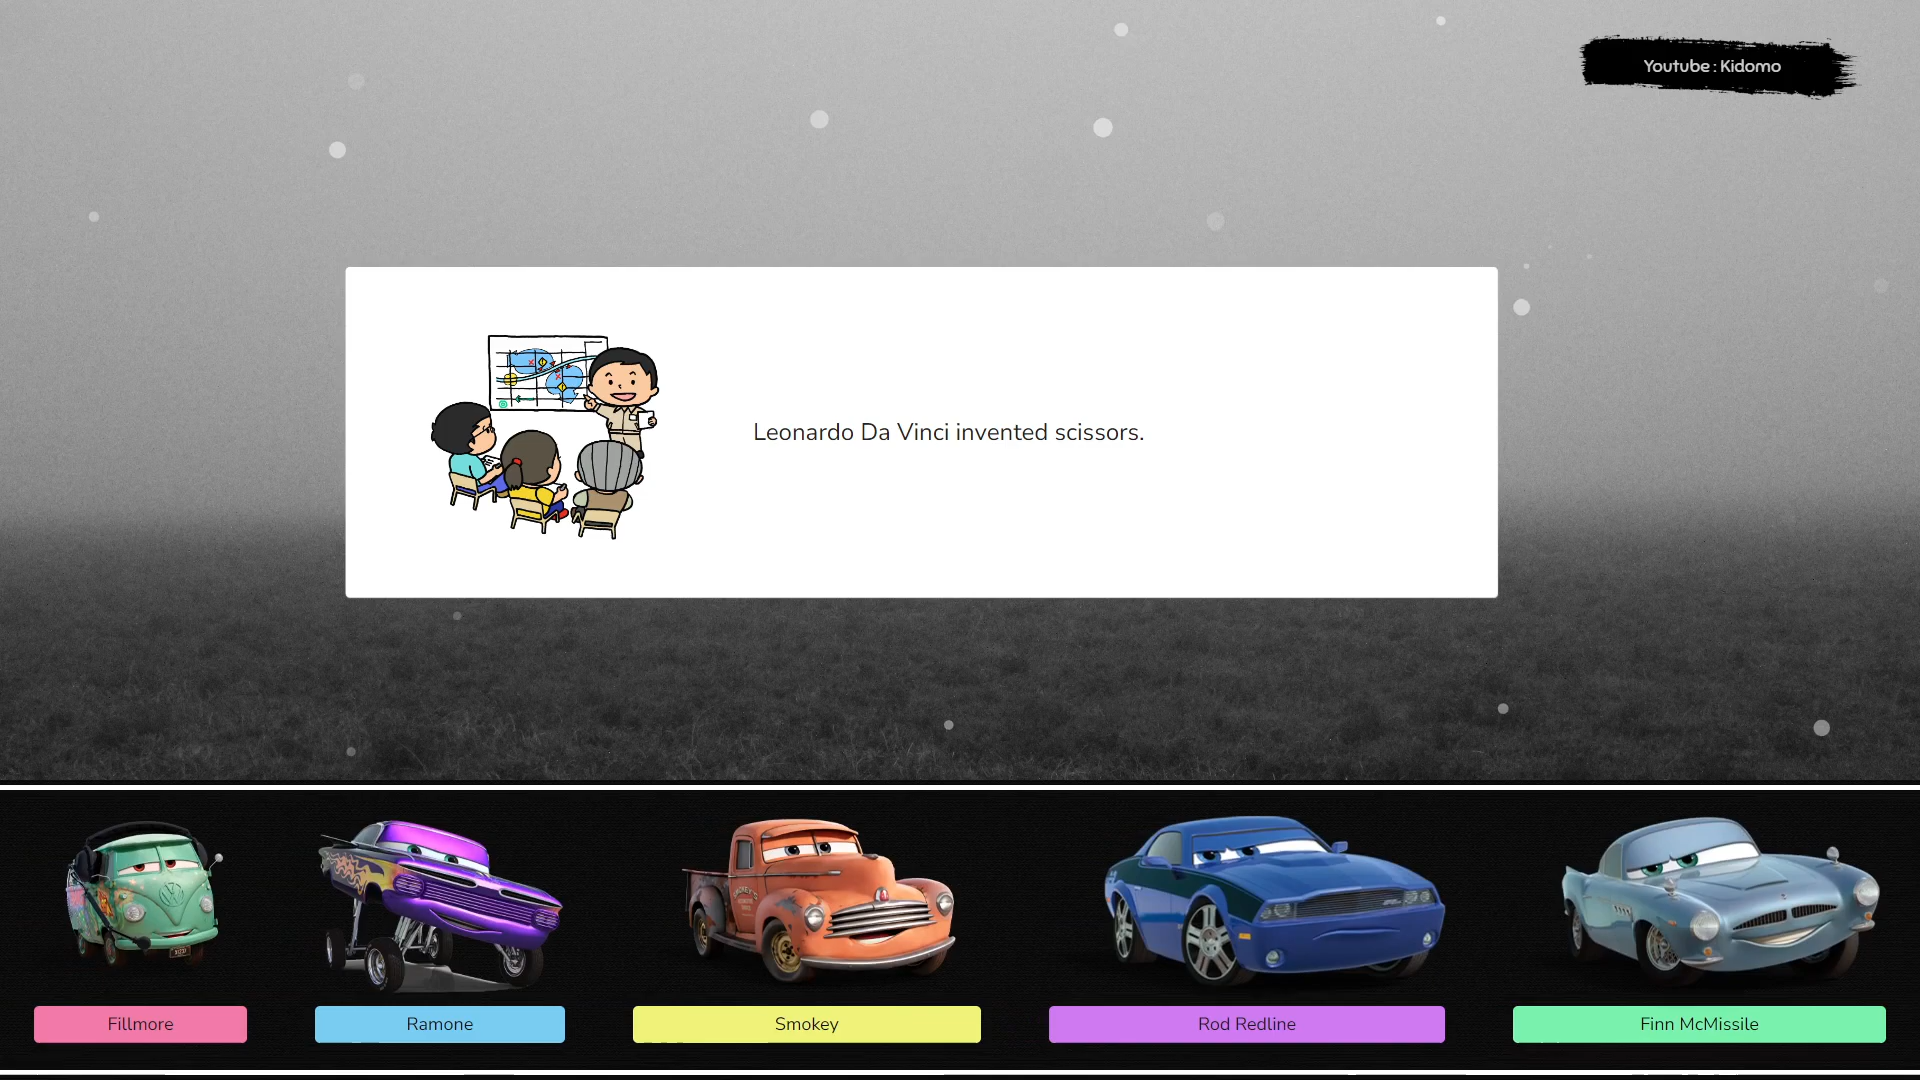 Youtube : Kidomo
Leonardo Da Vinci invented scissors.
Fillmore
Ramone
Smokey
Rod Redline
Finn McMissile